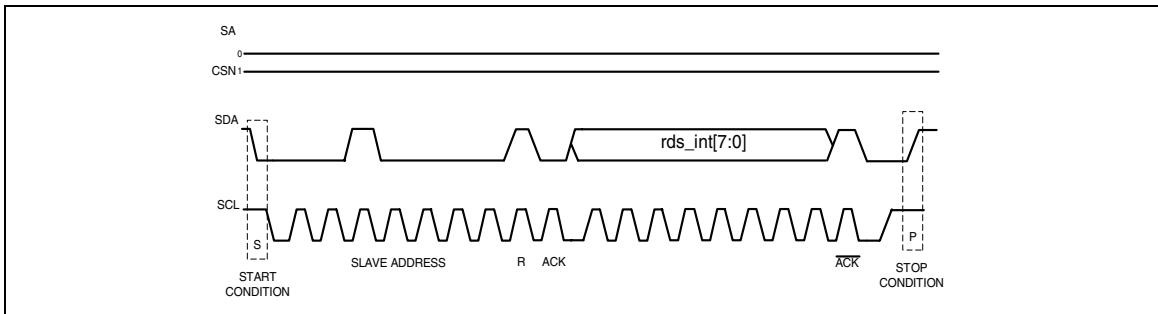 SA
0
CSN 1
SDA
rds_int[7:0]
SCL
S
P
SLAVE ADDRESS
R
ACK
ACK
START
CONDITION
STOP
CONDITION